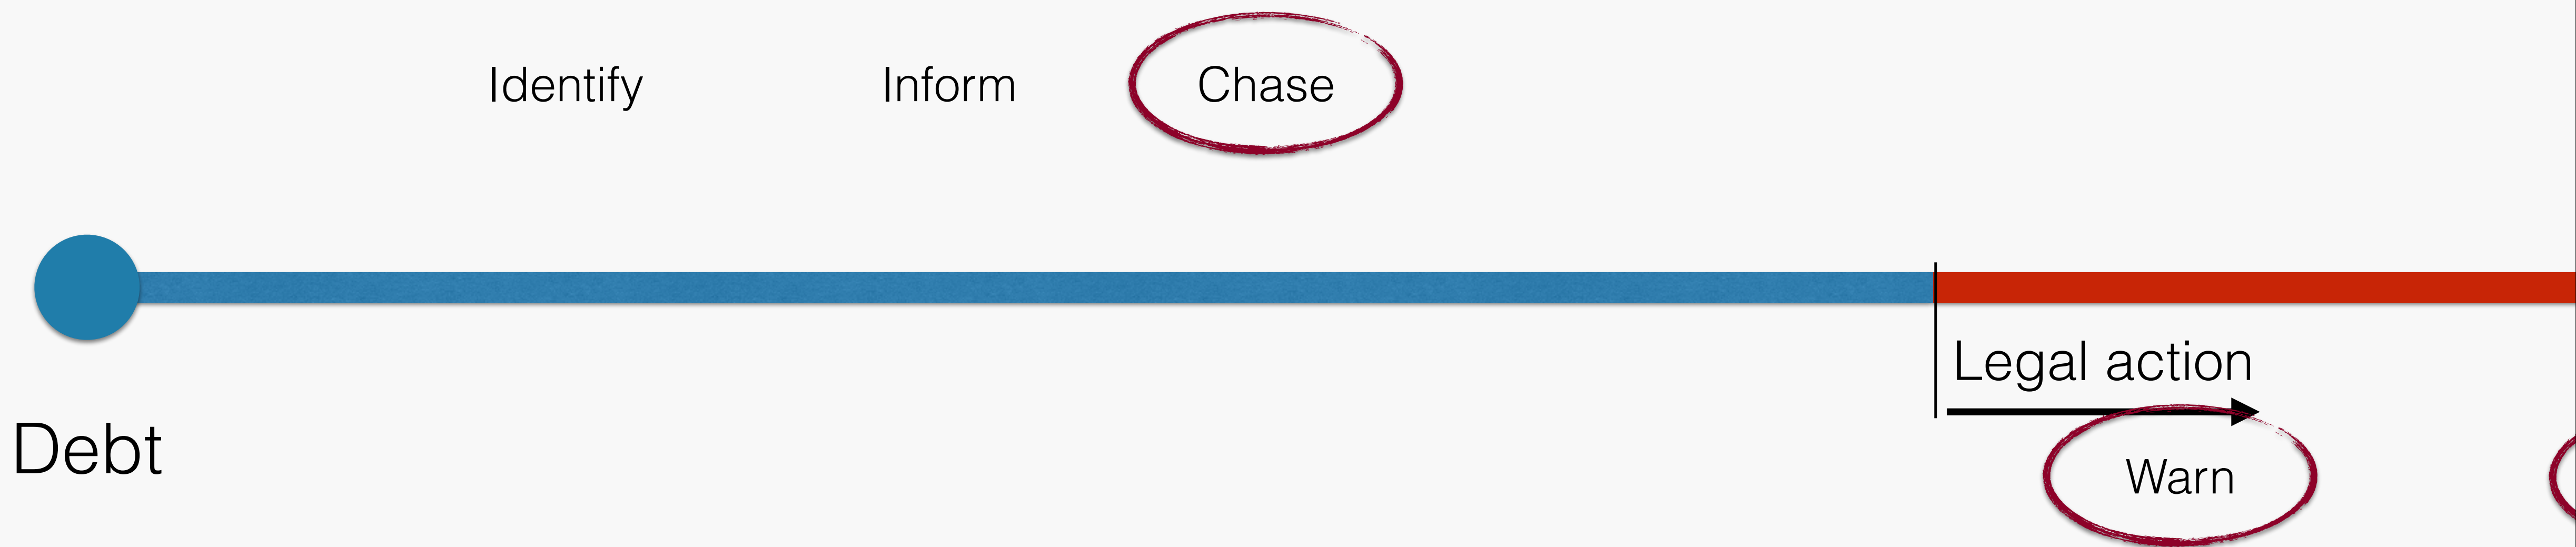 Identify
Inform
Chase
Legal action
Debt
Warn